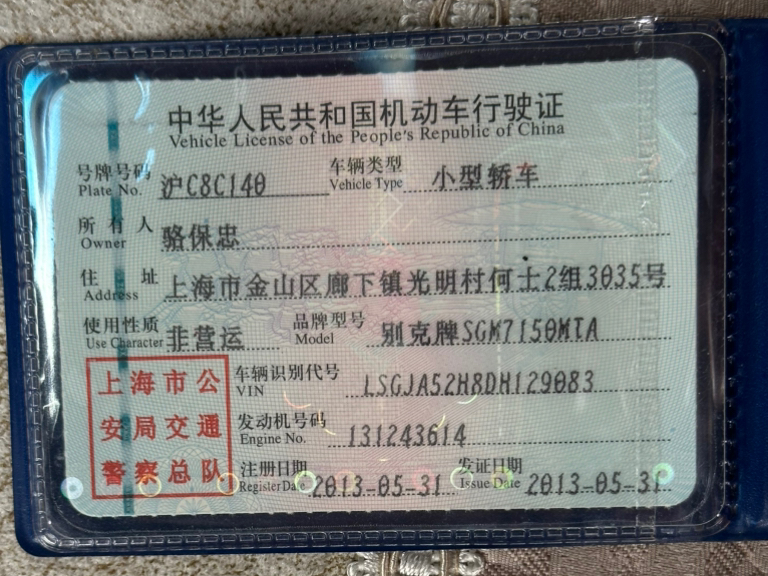 中华人民共和国机动车行驶证
Vehicle License of the People's Republic of China
号牌号码 沪C8C140 车辆类型 小型轿车
Plate No. Vehicle Type
所有人 骆保忠
Owner
住址 上海市金山区廊下镇光明村何士2组3035号
Address
使用性质 非营运 品牌型号 别克牌SGM7150MTA
Use Character Model
上海市公 车辆识别代号 LSGJA52H8DH129083
VIN
安局交通 发动机号码 131243614
Engine No.
警察总队 注册日期 2013-05-31 发证日期 2013-05-31
Register Date Issue Date